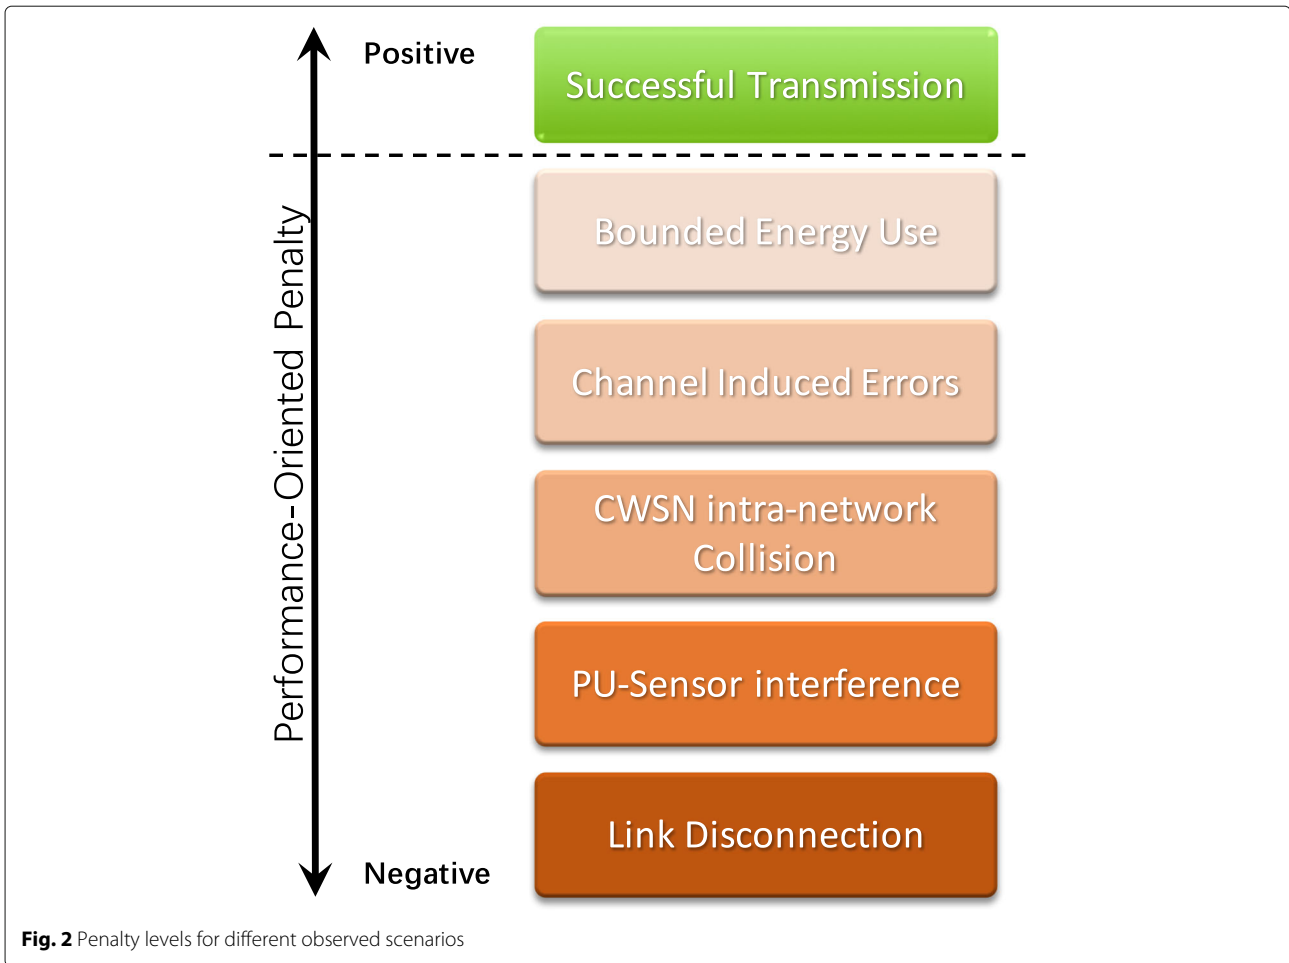 Positive
Successful Transmission
Performance-Oriented Penalty
Bounded Energy Use
Channel Induced Errors
CWSN intra-network
Collision
PU-Sensor interference
Link Disconnection
Negative
Fig. 2 Penalty levels for different observed scenarios